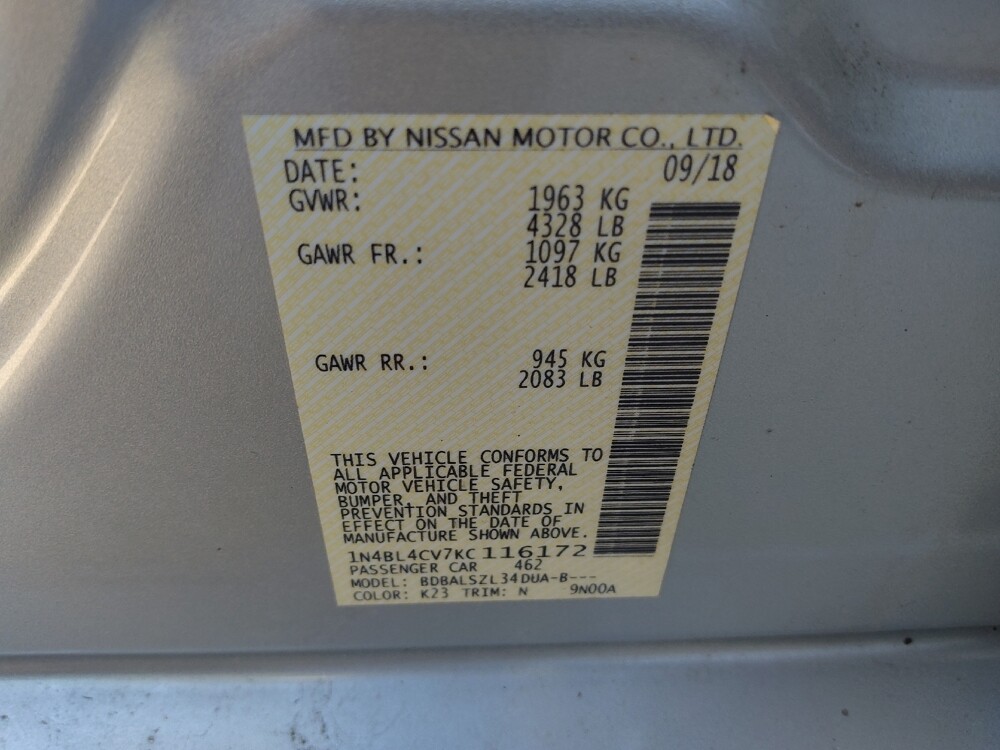 MFD BY NISSAN MOTOR CO., LTD.
DATE: 09/18
GVWR: 1963 KG
4328 LB
GAWR FR.: 1097 KG
2418 LB
GAWR RR.: 945 KG
2083 LB
THIS VEHICLE CONFORMS TO
ALL APPLICABLE FEDERAL
MOTOR VEHICLE SAFETY,
BUMPER, AND THEFT
PREVENTION STANDARDS IN
EFFECT ON THE DATE OF
MANUFACTURE SHOWN ABOVE.
1N4BL4CV7KC116172
PASSENGER CAR 462
MODEL: BDBALSZL34DUA-B---
COLOR: K23 TRIM: N 9N00A